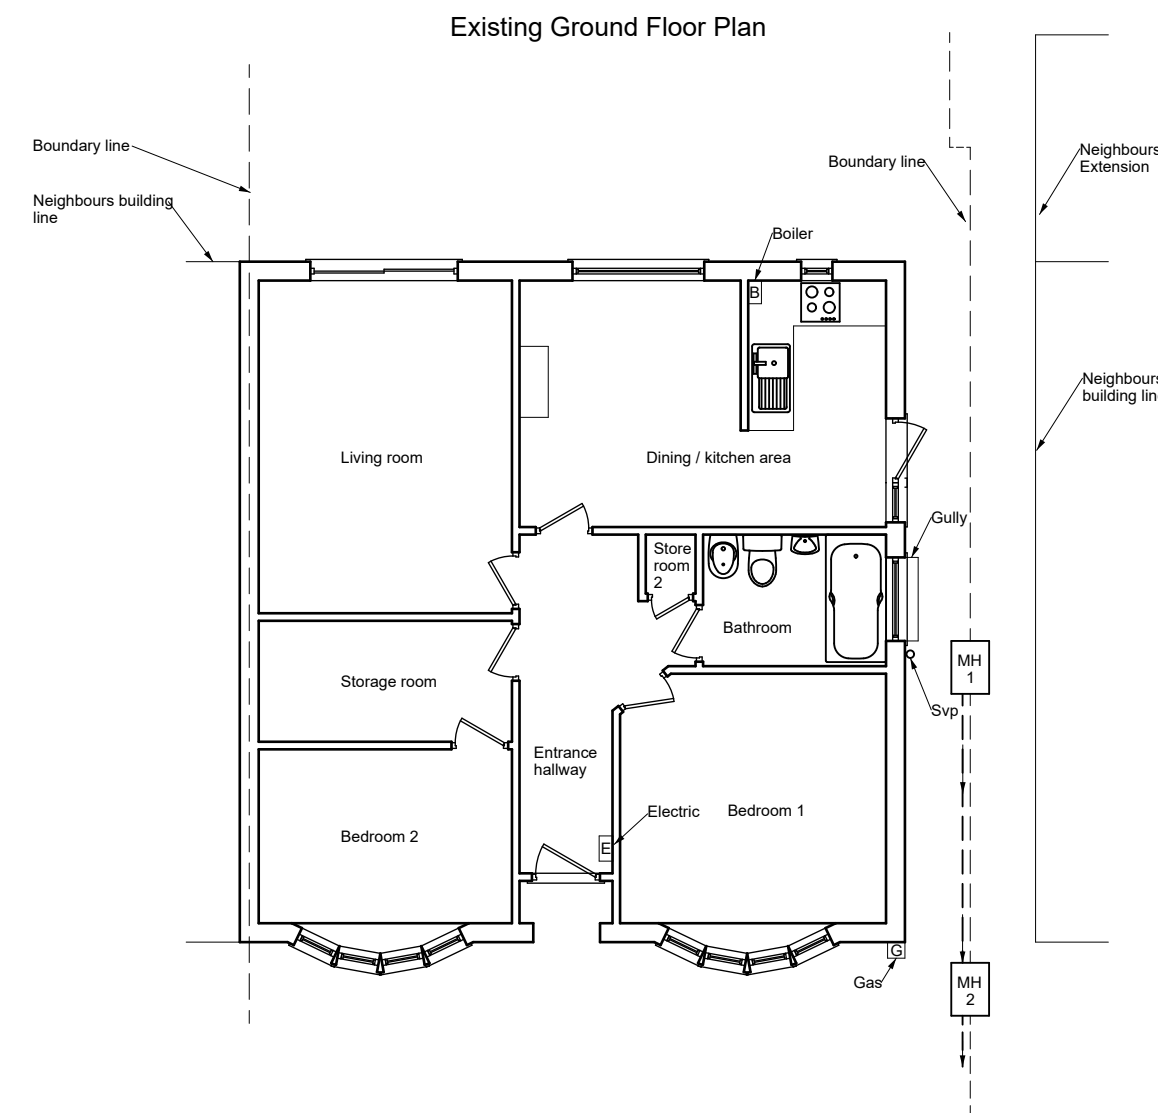 Existing Ground Floor Plan
Boundary line
Neighbours building
line
Boundary line
Neighbours
Extension
Boiler
B
Neighbours
building lin
Living room
Dining / kitchen area
Gully
Store
room
2
Bathroom
MH
1
Storage room
Svp
Entrance
hallway
Electric
Bedroom 1
Bedroom 2
E
G
Gas
MH
2